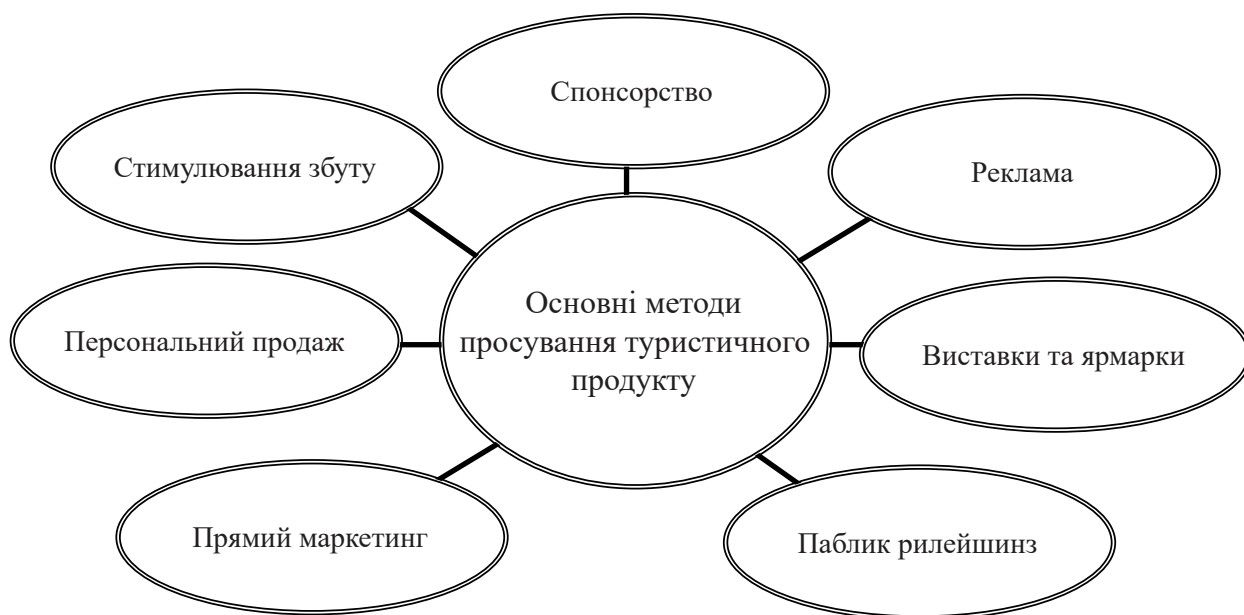 Спонсорство
Стимулювання збуту
Реклама
Персональний продаж
Основні методи
просування туристичного
продукту
Виставки та ярмарки
Прямий маркетинг
Паблик рилейшинз